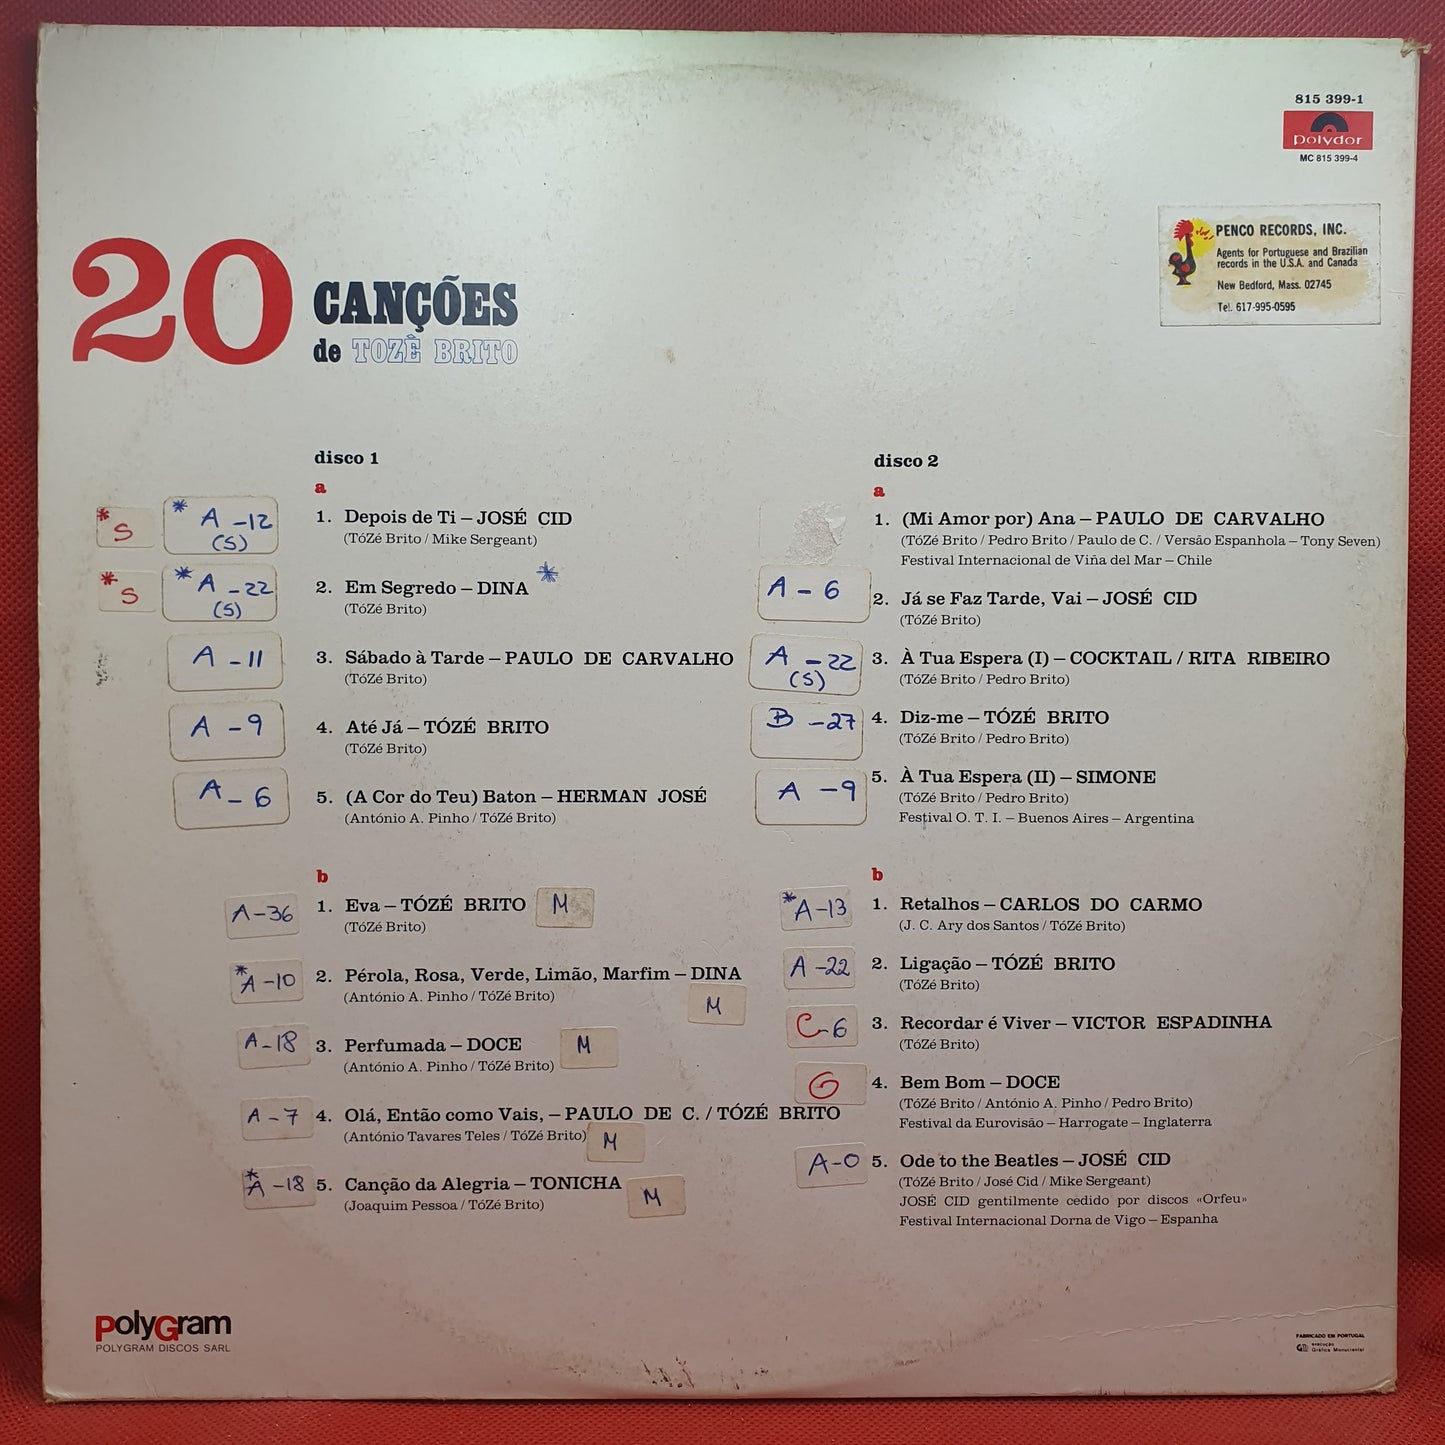 815 399-1
polydor
MC 815 399-4
PENCO RECORDS, INC.
Agents for Portuguese and Brazilian
records in the U.S.A. and Canada
New Bedford, Mass. 02745
Tel. 617-995-0595
20 CANÇÕES
de TOZÉ BRITO
disco 1
a
* S
* A -12
(S)
1. Depois de Ti – JOSÉ CID
(TóZé Brito / Mike Sergeant)
* S
* A -22
(S)
2. Em Segredo – DINA *
(TóZé Brito)
A -11
3. Sábado à Tarde – PAULO DE CARVALHO
(TóZé Brito)
A -9
4. Até Já – TÓZÉ BRITO
(TóZé Brito)
A -6
5. (A Cor do Teu) Baton – HERMAN JOSÉ
(António A. Pinho / TóZé Brito)
b
A-36
1. Eva – TÓZÉ BRITO M
(TóZé Brito)
* A -10
2. Pérola, Rosa, Verde, Limão, Marfim – DINA
(António A. Pinho / TóZé Brito)
M
A-18
3. Perfumada – DOCE M
(António A. Pinho / TóZé Brito)
A -7
4. Olá, Então como Vais, – PAULO DE C. / TÓZÉ BRITO
(António Tavares Teles / TóZé Brito) M
* A -18
5. Canção da Alegria – TONICHA M
(Joaquim Pessoa / TóZé Brito)
disco 2
a
1. (Mi Amor por) Ana – PAULO DE CARVALHO
(TóZé Brito / Pedro Brito / Paulo de C. / Versão Espanhola – Tony Seven)
Festival Internacional de Viña del Mar – Chile
A -6
2. Já se Faz Tarde, Vai – JOSÉ CID
(TóZé Brito)
A -22
(S)
3. À Tua Espera (I) – COCKTAIL / RITA RIBEIRO
(TóZé Brito / Pedro Brito)
B -27
4. Diz-me – TÓZÉ BRITO
(TóZé Brito / Pedro Brito)
A -9
5. À Tua Espera (II) – SIMONE
(TóZé Brito / Pedro Brito)
Festival O. T. I. – Buenos Aires – Argentina
b
* A-13
1. Retalhos – CARLOS DO CARMO
(J. C. Ary dos Santos / TóZé Brito)
A -22
2. Ligação – TÓZÉ BRITO
(TóZé Brito)
C-6
3. Recordar é Viver – VICTOR ESPADINHA
(TóZé Brito)
4. Bem Bom – DOCE
(TóZé Brito / António A. Pinho / Pedro Brito)
Festival da Eurovisão – Harrogate – Inglaterra
A-0
5. Ode to the Beatles – JOSÉ CID
(TóZé Brito / José Cid / Mike Sergeant)
JOSÉ CID gentilmente cedido por discos «Orfeu»
Festival Internacional Dorna de Vigo – Espanha
PolyGram
POLYGRAM DISCOS SARL
FABRICADO EM PORTUGAL
execução
Gráfica Monumental